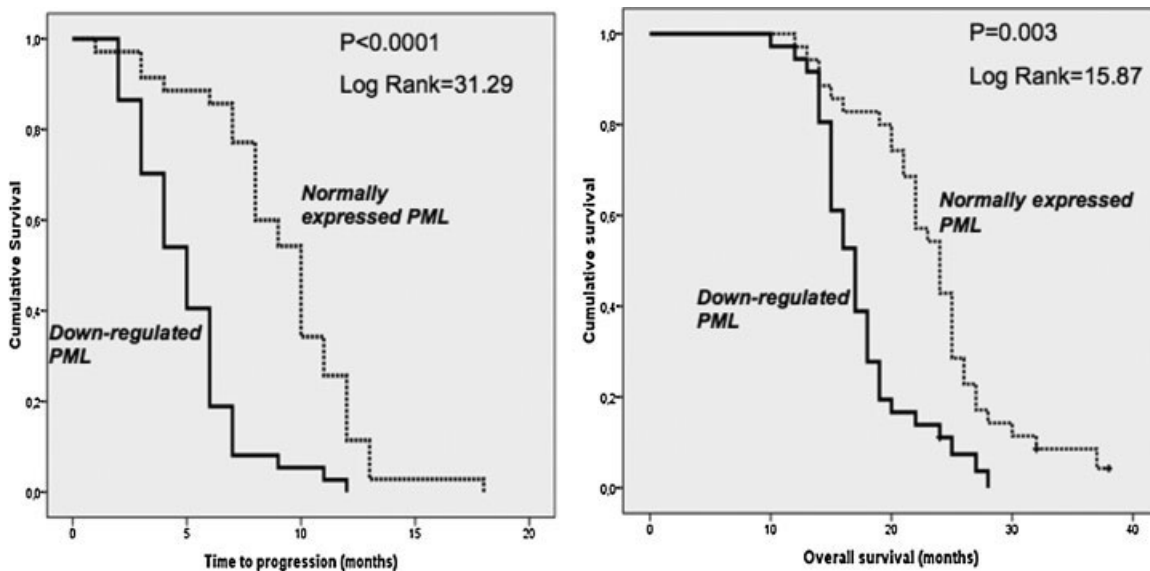 P<0.0001
Log Rank=31.29
Normally
expressed PML
Down-regulated
PML
Cumulative Survival
1,0
0,8
0,6
0,4
0,2
0,0
0
5
10
15
20
Time to progression (months)
P=0.003
Log Rank=15.87
Normally expressed
PML
Down-regulated
PML
Cumulative survival
1,0
0,8
0,6
0,4
0,2
0,0
0
10
20
30
40
Overall survival (months)